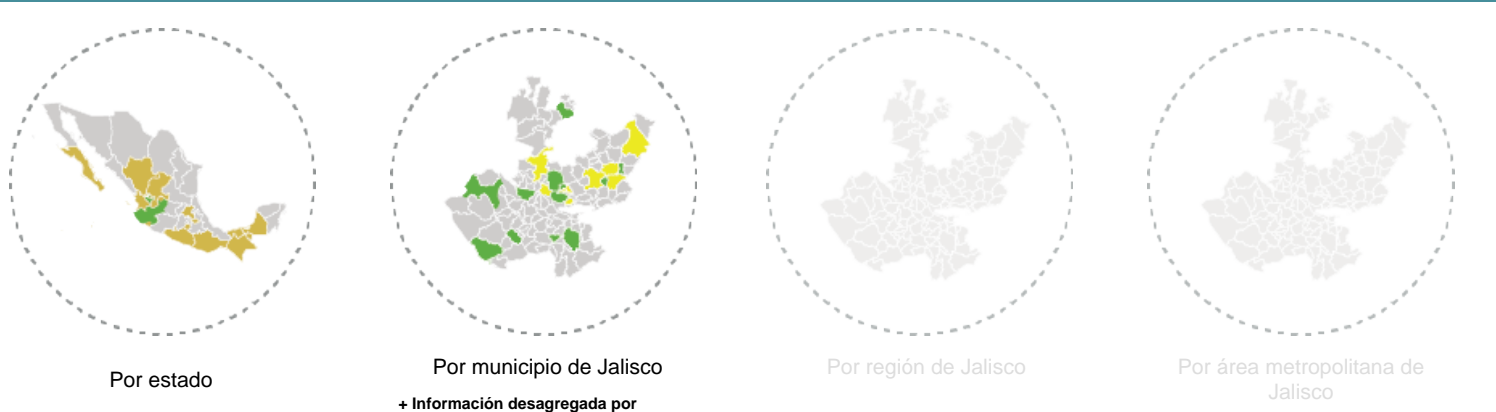 Por estado
Por municipio de Jalisco
+ Información desagregada por
Por región de Jalisco
Por área metropolitana de
Jalisco